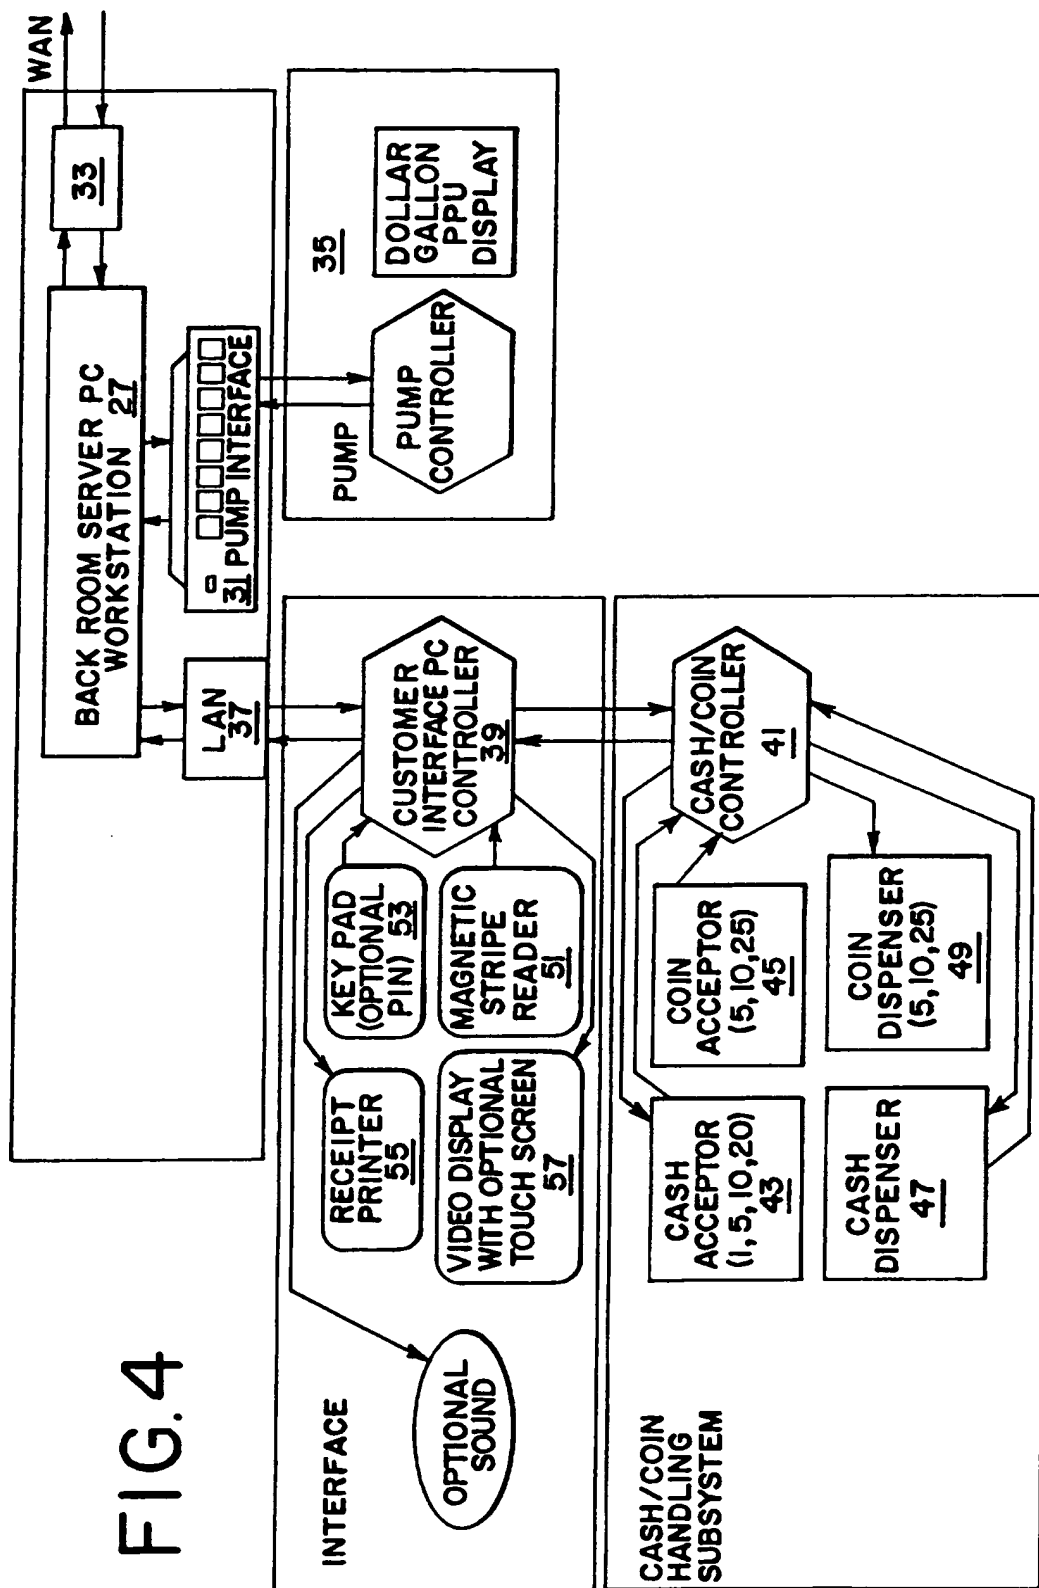 FIG.4
WAN
33
BACK ROOM SERVER PC
WORKSTATION 27
LAN
37
31 PUMP INTERFACE
PUMP
35
PUMP
CONTROLLER
DOLLAR
GALLON
PPU
DISPLAY
INTERFACE
OPTIONAL
SOUND
RECEIPT
PRINTER
55
KEY PAD
(OPTIONAL
PIN) 53
CUSTOMER
INTERFACE PC
CONTROLLER
39
VIDEO DISPLAY
WITH OPTIONAL
TOUCH SCREEN
57
MAGNETIC
STRIPE
READER
51
CASH/COIN
HANDLING
SUBSYSTEM
CASH
ACCEPTOR
(1,5,10,20)
43
COIN
ACCEPTOR
(5,10,25)
45
CASH/COIN
CONTROLLER
41
CASH
DISPENSER
47
COIN
DISPENSER
(5,10,25)
49